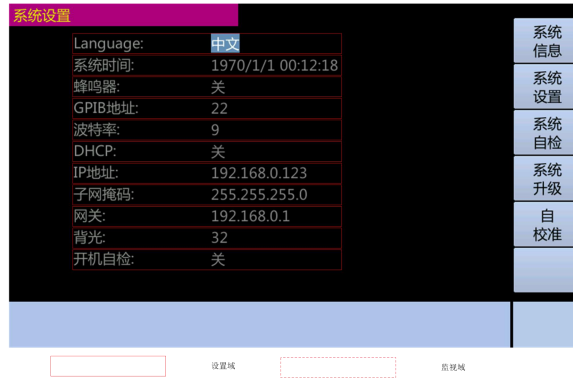 系统设置
Language: 中文
系统时间: 1970/1/1 00:12:18
蜂鸣器: 关
GPIB地址: 22
波特率: 9
DHCP: 关
IP地址: 192.168.0.123
子网掩码: 255.255.255.0
网关: 192.168.0.1
背光: 32
开机自检: 关
系统
信息
系统
设置
系统
自检
系统
升级
自
校准
设置域 监视域